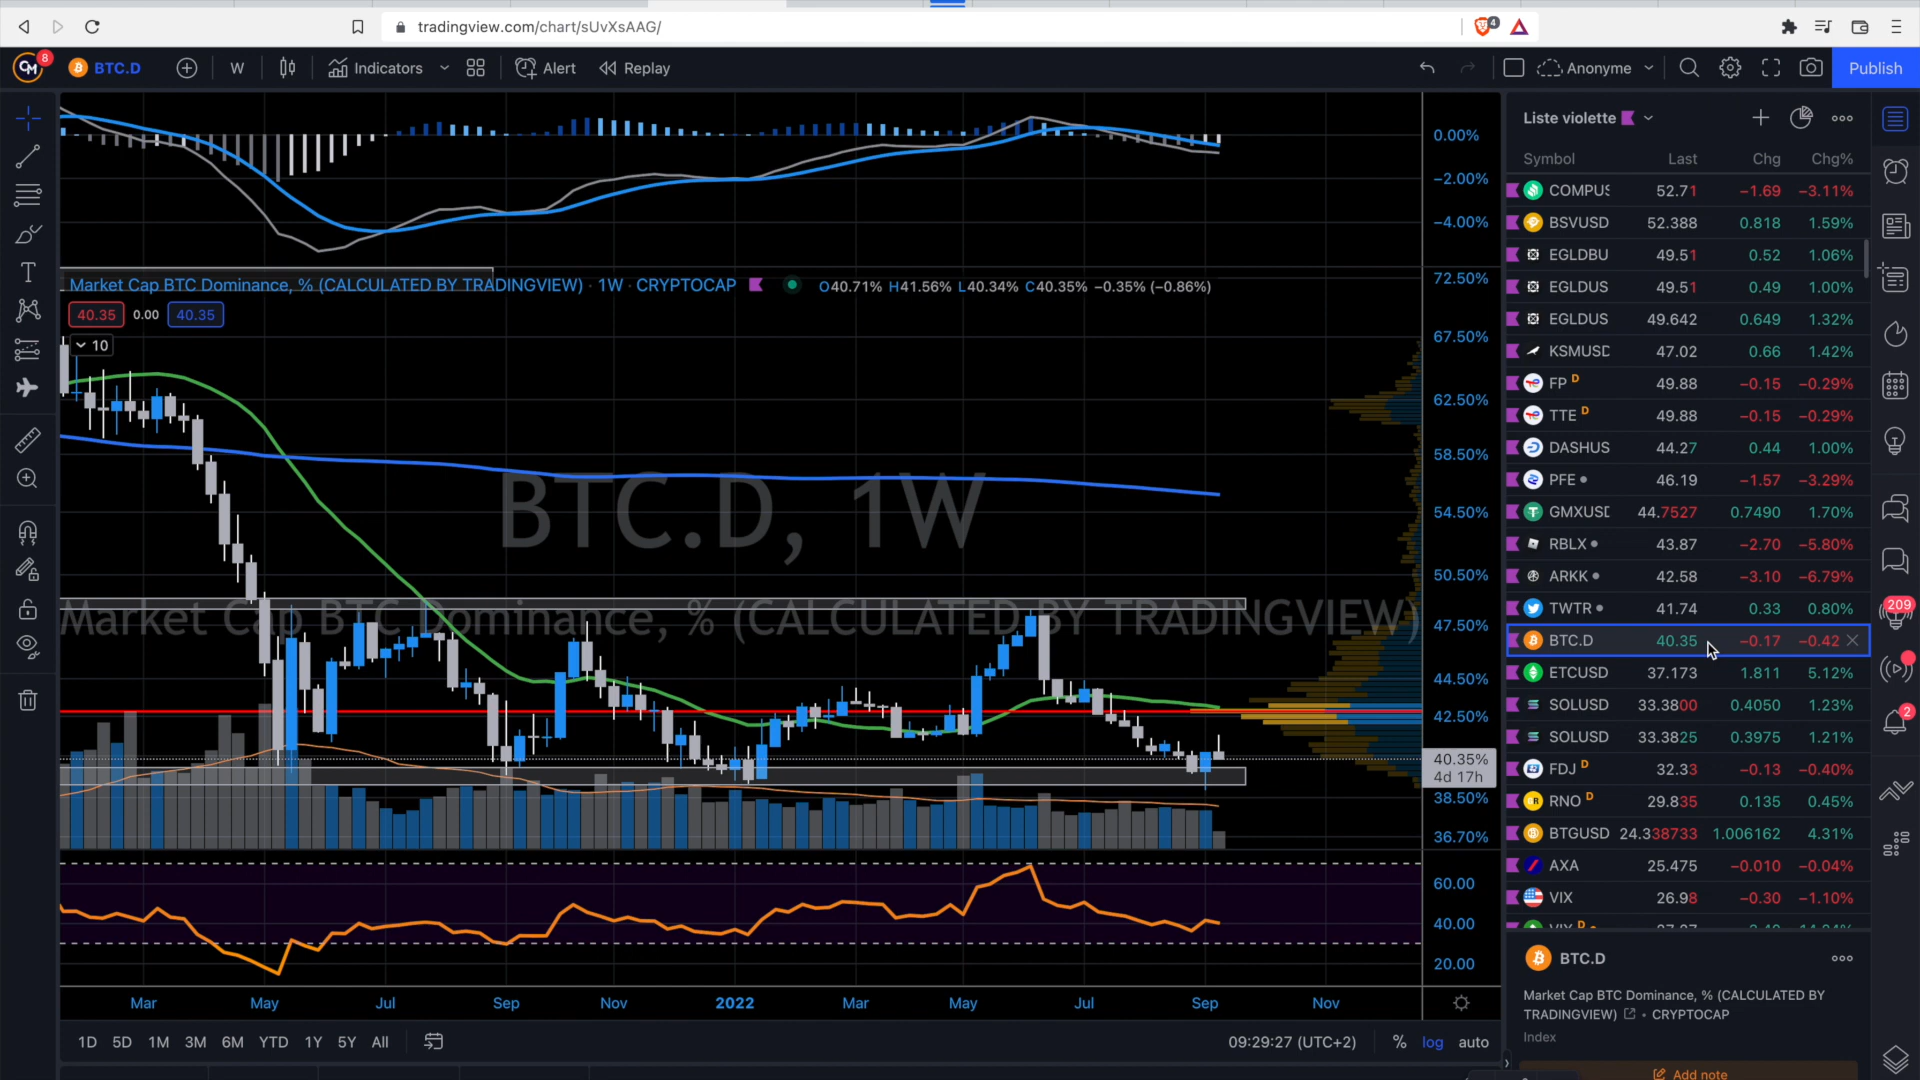 tradingview.com/chart/sUvXsAAG/
4
8
BTC.D
W
Indicators
Alert
Replay
Anonyme
Publish
0.00%
−2.00%
−4.00%
Market Cap BTC Dominance, % (CALCULATED BY TRADINGVIEW) · 1W · CRYPTOCAP
O40.71% H41.56% L40.34% C40.35% −0.35% (−0.86%)
40.35 0.00 40.35
10
BTC.D, 1W
Market Cap BTC Dominance, % (CALCULATED BY TRADINGVIEW)
72.50%
67.50%
62.50%
58.50%
54.50%
50.50%
47.50%
44.50%
42.50%
40.35%
4d 17h
38.50%
36.70%
60.00
40.00
20.00
Mar May Jul Sep Nov 2022 Mar May Jul Sep Nov
1D 5D 1M 3M 6M YTD 1Y 5Y All
09:29:27 (UTC+2) % log auto
Liste violette
Symbol Last Chg Chg%
COMPUS 52.71 −1.69 −3.11%
BSVUSD 52.388 0.818 1.59%
EGLDBU 49.51 0.52 1.06%
EGLDUS 49.51 0.49 1.00%
EGLDUS 49.642 0.649 1.32%
KSMUSD 47.02 0.66 1.42%
FP D 49.88 −0.15 −0.29%
TTE D 49.88 −0.15 −0.29%
DASHUS 44.27 0.44 1.00%
PFE 46.19 −1.57 −3.29%
GMXUSD 44.7527 0.7490 1.70%
RBLX 43.87 −2.70 −5.80%
ARKK 42.58 −3.10 −6.79%
TWTR 41.74 0.33 0.80%
BTC.D 40.35 −0.17 −0.42
ETCUSD 37.173 1.811 5.12%
SOLUSD 33.3800 0.4050 1.23%
SOLUSD 33.3825 0.3975 1.21%
FDJ D 32.33 −0.13 −0.40%
RNO D 29.835 0.135 0.45%
BTGUSD 24.338733 1.006162 4.31%
AXA 25.475 −0.010 −0.04%
VIX 26.98 −0.30 −1.10%
BTC.D
Market Cap BTC Dominance, % (CALCULATED BY
TRADINGVIEW) • CRYPTOCAP
Index
Add note
209
2